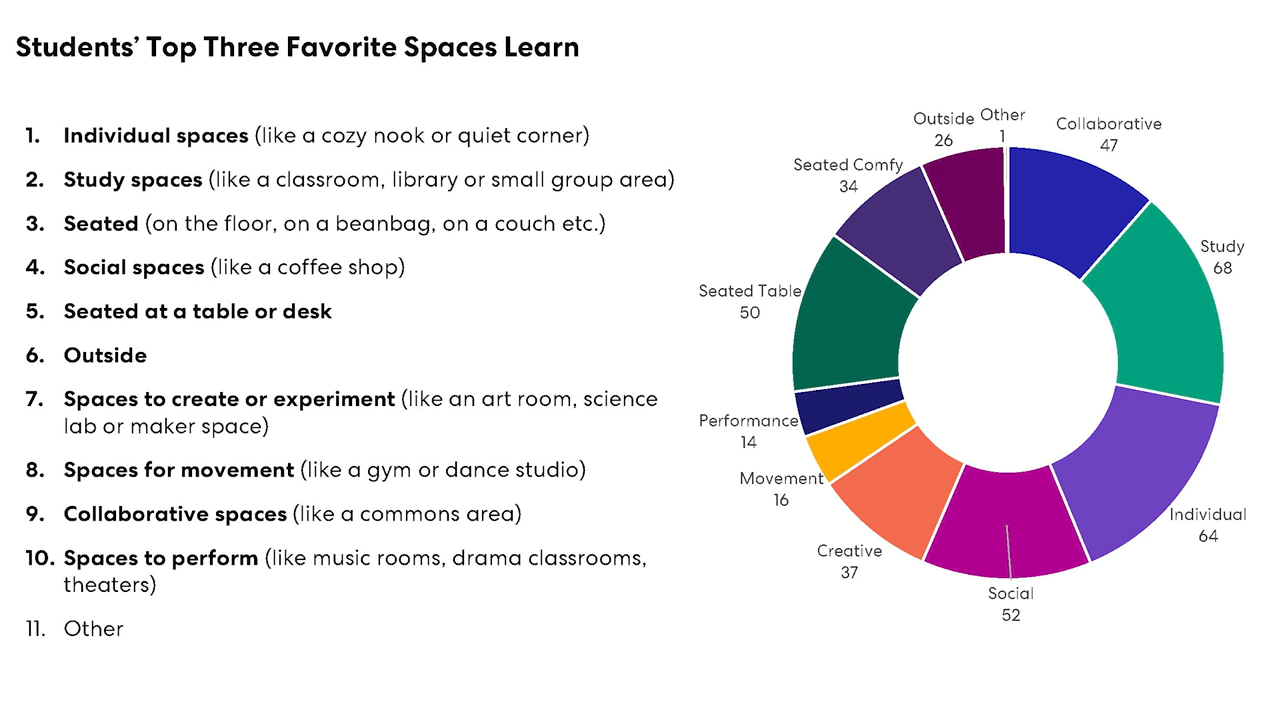 Students’ Top Three Favorite Spaces Learn
1. Individual spaces (like a cozy nook or quiet corner)
2. Study spaces (like a classroom, library or small group area)
3. Seated (on the floor, on a beanbag, on a couch etc.)
4. Social spaces (like a coffee shop)
5. Seated at a table or desk
6. Outside
7. Spaces to create or experiment (like an art room, science
lab or maker space)
8. Spaces for movement (like a gym or dance studio)
9. Collaborative spaces (like a commons area)
10. Spaces to perform (like music rooms, drama classrooms,
theaters)
11. Other
Collaborative
47
Study
68
Individual
64
Social
52
Creative
37
Movement
16
Performance
14
Seated Table
50
Seated Comfy
34
Outside
26
Other
1